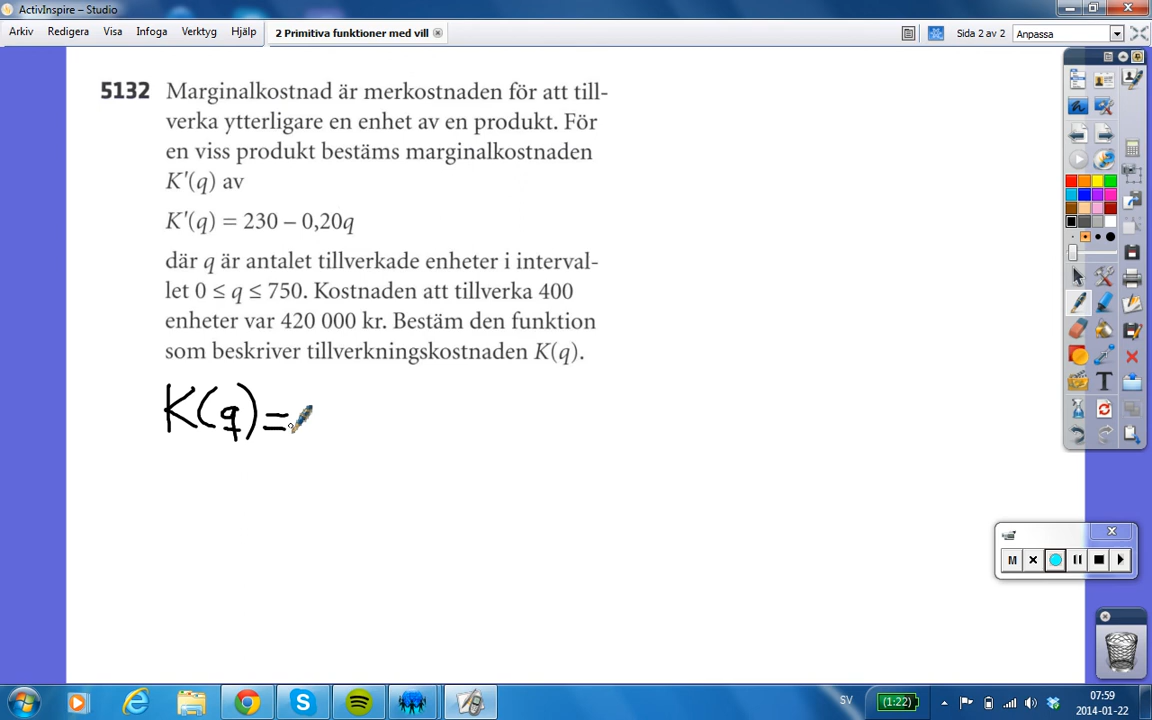 ActivInspire – Studio
Arkiv Redigera Visa Infoga Verktyg Hjälp 2 Primitiva funktioner med vill Sida 2 av 2 Anpassa
5132 Marginalkostnad är merkostnaden för att till-
verka ytterligare en enhet av en produkt. För
en viss produkt bestäms marginalkostnaden
K'(q) av
K'(q) = 230 – 0,20q
där q är antalet tillverkade enheter i interval-
let 0 ≤ q ≤ 750. Kostnaden att tillverka 400
enheter var 420 000 kr. Bestäm den funktion
som beskriver tillverkningskostnaden K(q).
K(q)=
M
SV (1:22) 07:59
2014-01-22